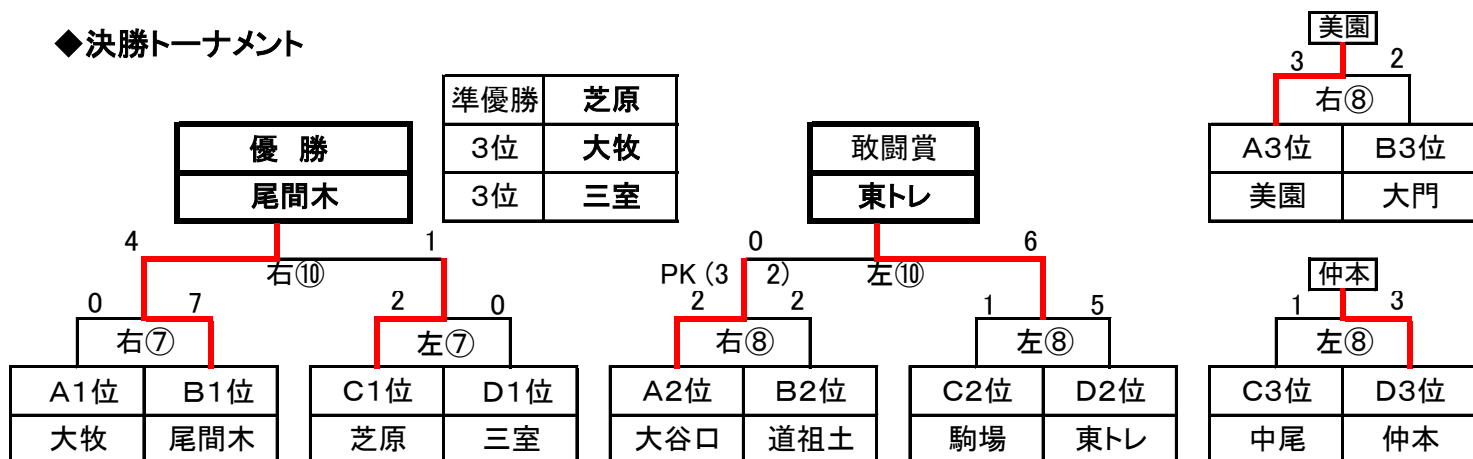 ◆決勝トーナメント
美園
3 2
右⑧
準優勝 芝原
3位 大牧
3位 三室
優 勝
尾間木
敢闘賞
東トレ
A3位 B3位
美園 大門
4 1
右⑩
0 6
PK (3 2) 左⑩
仲本
0 7
右⑦
2 0
左⑦
2 2
右⑧
1 5
左⑧
1 3
左⑧
A1位 B1位 C1位 D1位 A2位 B2位 C2位 D2位 C3位 D3位
大牧 尾間木 芝原 三室 大谷口 道祖土 駒場 東トレ 中尾 仲本